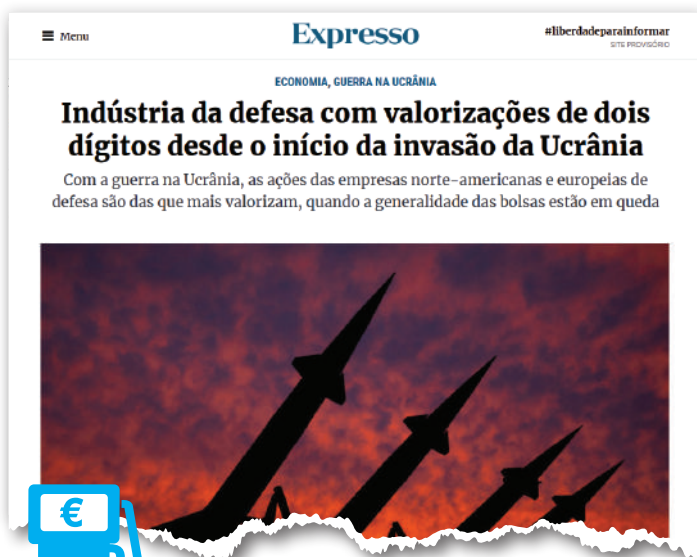 Menu
Expresso
#liberdadeparainformar
SITE PROVISÓRIO
ECONOMIA, GUERRA NA UCRÂNIA
Indústria da defesa com valorizações de dois
dígitos desde o início da invasão da Ucrânia
Com a guerra na Ucrânia, as ações das empresas norte-americanas e europeias de
defesa são das que mais valorizam, quando a generalidade das bolsas estão em queda
€